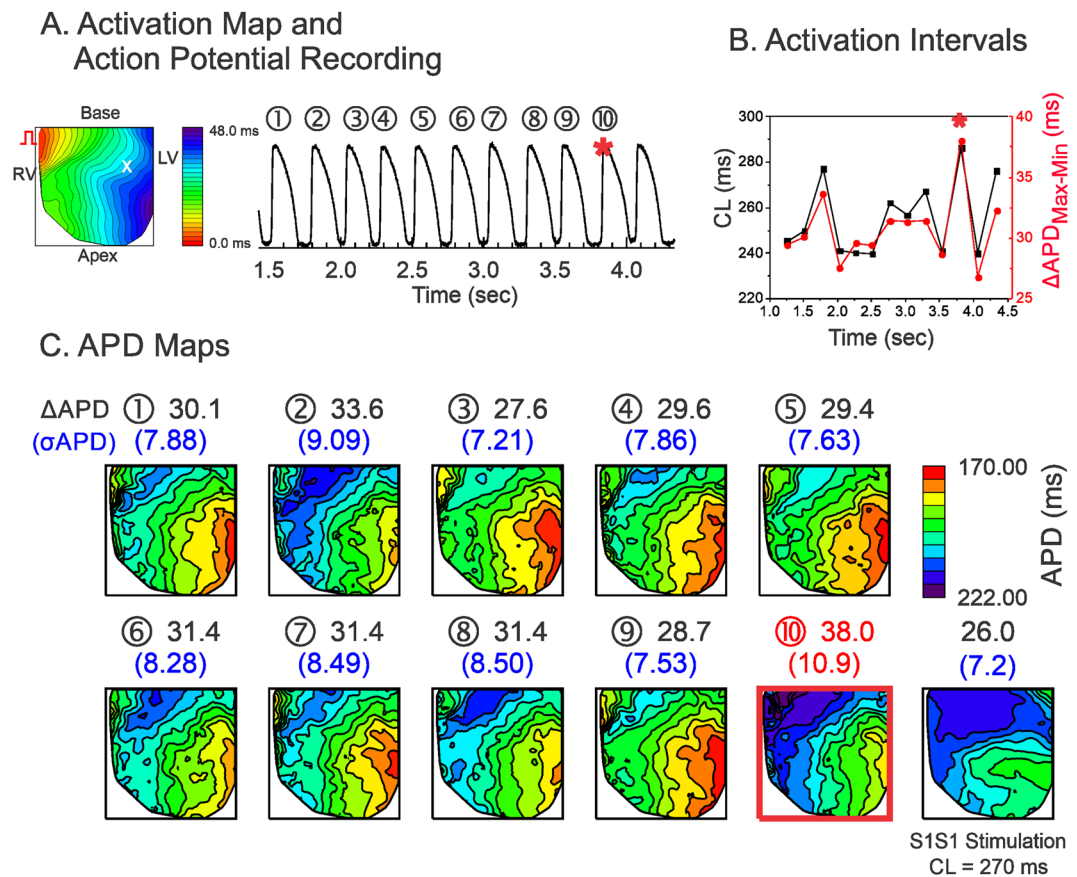 A. Activation Map and
Action Potential Recording
Base
RV
X
LV
Apex
48.0 ms
0.0 ms
① ② ③ ④ ⑤ ⑥ ⑦ ⑧ ⑨ ⑩
*
1.5 2.0 2.5 3.0 3.5 4.0
Time (sec)
B. Activation Intervals
*
CL (ms)
300
280
260
240
220
ΔAPDMax-Min (ms)
40
35
30
25
1.0 1.5 2.0 2.5 3.0 3.5 4.0 4.5
Time (sec)
C. APD Maps
ΔAPD ① 30.1 ② 33.6 ③ 27.6 ④ 29.6 ⑤ 29.4
(σAPD) (7.88) (9.09) (7.21) (7.86) (7.63)
170.00
APD (ms)
222.00
⑥ 31.4 ⑦ 31.4 ⑧ 31.4 ⑨ 28.7 ⑩ 38.0 26.0
(8.28) (8.49) (8.50) (7.53) (10.9) (7.2)
S1S1 Stimulation
CL = 270 ms